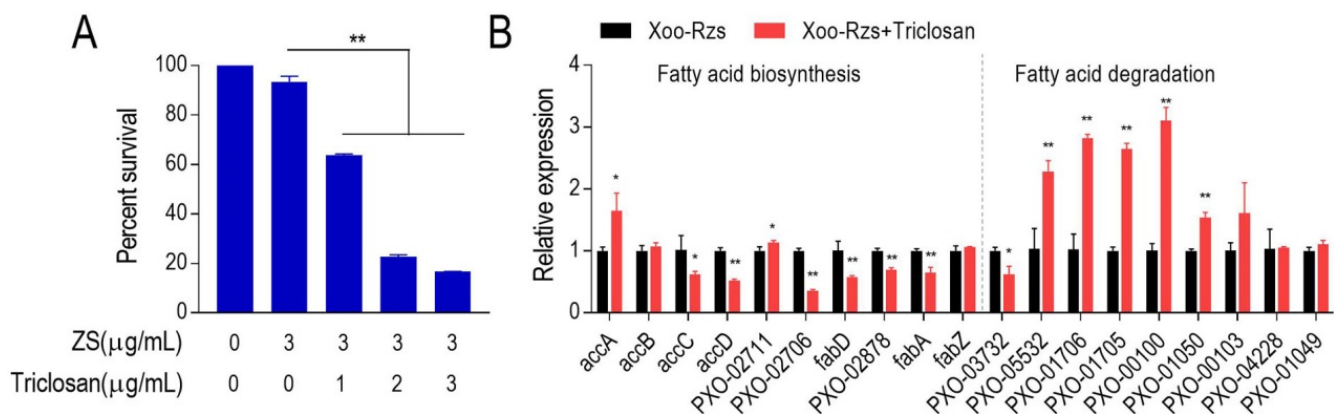 A
**
100
80
60
40
20
0
Percent survival
ZS(μg/mL) 0 3 3 3 3
Triclosan(μg/mL) 0 0 1 2 3
B
Xoo-Rzs Xoo-Rzs+Triclosan
Fatty acid biosynthesis Fatty acid degradation
4
3
2
1
0
Relative expression
* * ** * ** ** ** ** * ** ** ** ** **
accA
accB
accC
accD
PXO-02711
PXO-02706
fabD
PXO-02878
fabA
fabZ
PXO-03732
PXO-05532
PXO-01706
PXO-01705
PXO-00100
PXO-01050
PXO-00103
PXO-04228
PXO-01049